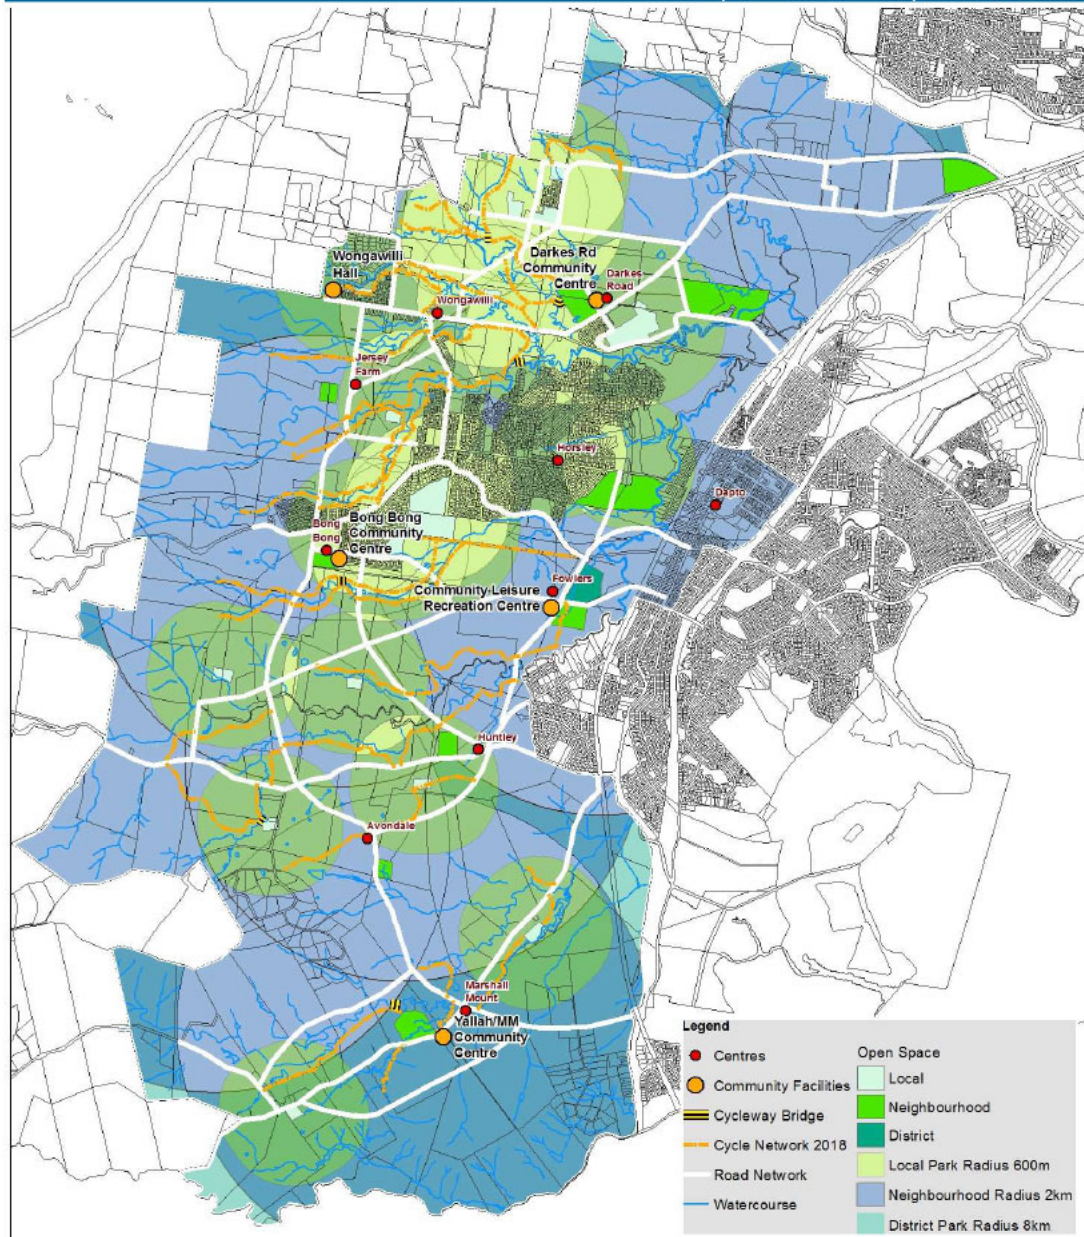 Wongawilli
Hall
Darkes Rd
Community
Centre
Darkes
Road
Wongawilli
Jersey
Farm
Horsley
Dapto
Bong Bong
Community
Centre
Bong
Bong
Fowlers
Community Leisure
Recreation Centre
Huntley
Avondale
Marshall
Mount
Yallah/MM
Community
Centre
Legend
Centres
Community Facilities
Cycleway Bridge
Cycle Network 2018
Road Network
Watercourse
Open Space
Local
Neighbourhood
District
Local Park Radius 600m
Neighbourhood Radius 2km
District Park Radius 8km